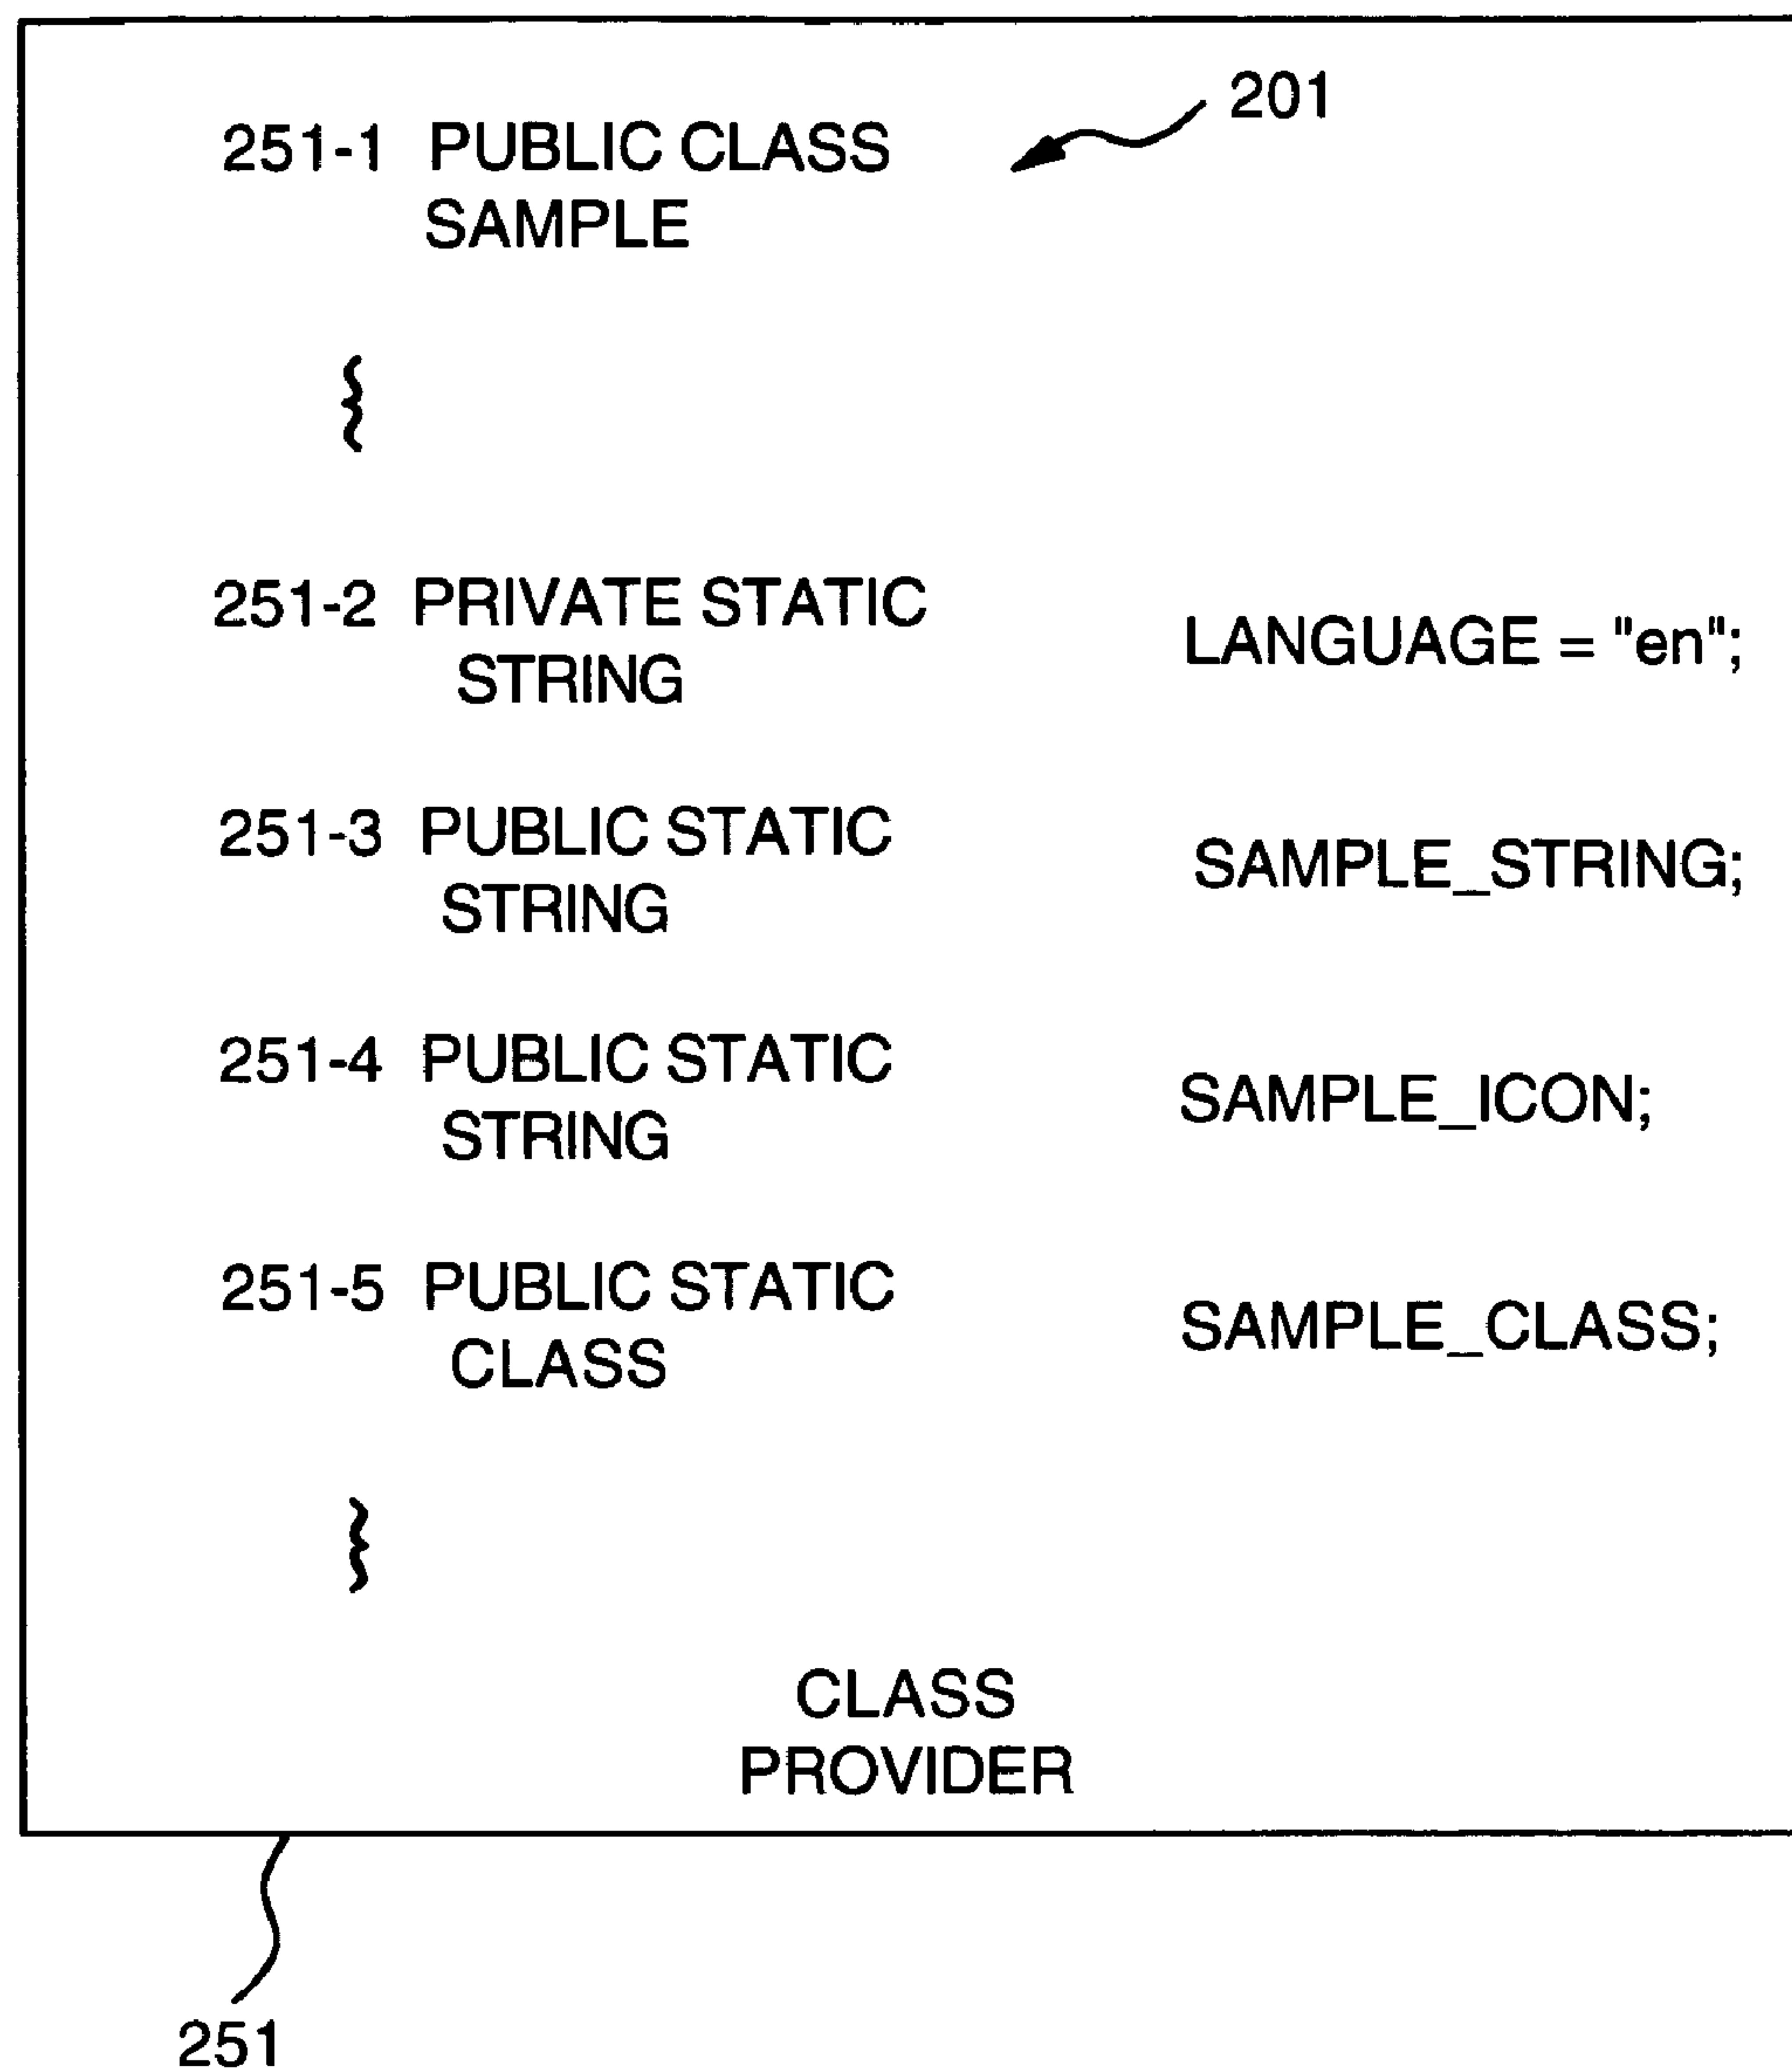 201
251-1 PUBLIC CLASS
SAMPLE
251-2 PRIVATE STATIC
STRING
LANGUAGE = "en";
251-3 PUBLIC STATIC
STRING
SAMPLE_STRING;
251-4 PUBLIC STATIC
STRING
SAMPLE_ICON;
251-5 PUBLIC STATIC
CLASS
SAMPLE_CLASS;
CLASS
PROVIDER
251